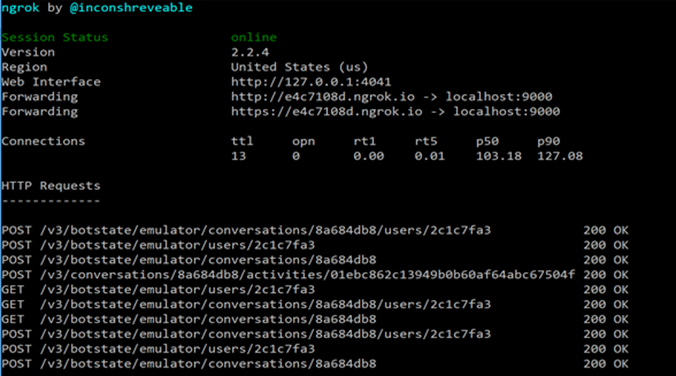 ngrok by @inconshreveable
Session Status online
Version 2.2.4
Region United States (us)
Web Interface http://127.0.0.1:4041
Forwarding http://e4c7108d.ngrok.io -> localhost:9000
Forwarding https://e4c7108d.ngrok.io -> localhost:9000
Connections ttl opn rt1 rt5 p50 p90
13 0 0.00 0.01 103.18 127.08
HTTP Requests
-------------
POST /v3/botstate/emulator/conversations/8a684db8/users/2c1c7fa3 200 OK
POST /v3/botstate/emulator/users/2c1c7fa3 200 OK
POST /v3/botstate/emulator/conversations/8a684db8 200 OK
POST /v3/conversations/8a684db8/activities/01ebc862c13949b0b60af64abc67504f 200 OK
GET /v3/botstate/emulator/users/2c1c7fa3 200 OK
GET /v3/botstate/emulator/conversations/8a684db8/users/2c1c7fa3 200 OK
GET /v3/botstate/emulator/conversations/8a684db8 200 OK
POST /v3/botstate/emulator/conversations/8a684db8/users/2c1c7fa3 200 OK
POST /v3/botstate/emulator/users/2c1c7fa3 200 OK
POST /v3/botstate/emulator/conversations/8a684db8 200 OK